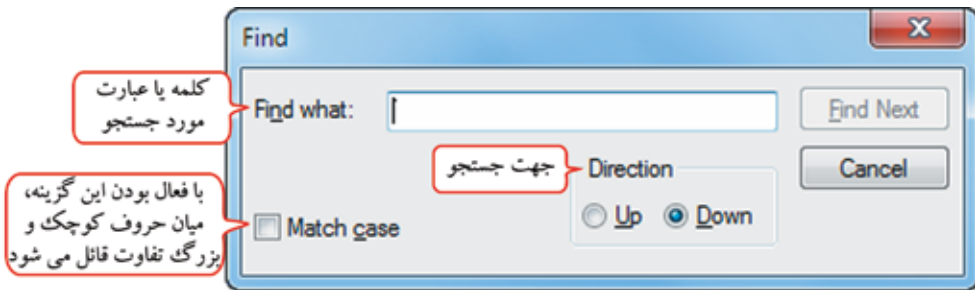 Find
کلمه یا عبارت
مورد جستجو
Find what:
Find Next
جهت جستجو
Direction
Cancel
با فعال بودن این گزینه،
میان حروف کوچک و
بزرگ تفاوت قائل می شود
Match case
Up
Down